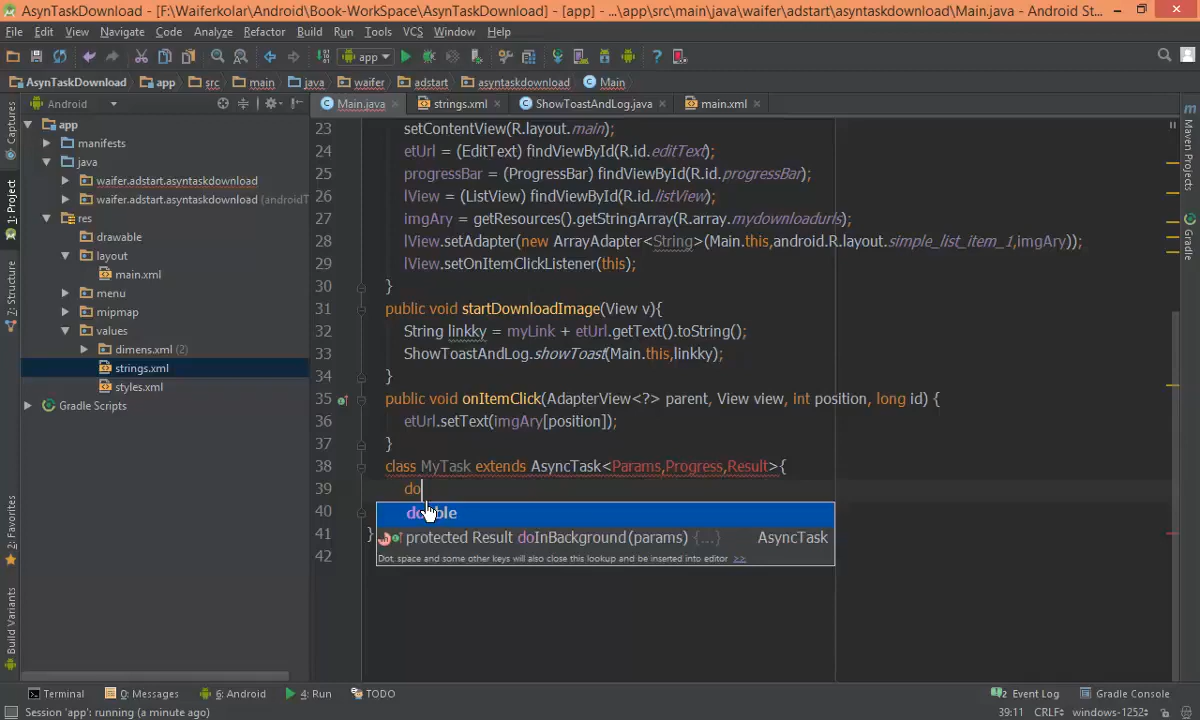 AsynTaskDownload - [F:\Waiferkolar\Android\Book-WorkSpace\AsynTaskDownload] - [app] - ...\app\src\main\java\waifer\adstart\asyntaskdownload\Main.java - Android St...
File Edit View Navigate Code Analyze Refactor Build Run Tools VCS Window Help
app
AsynTaskDownload app src main java waifer adstart asyntaskdownload Main
Android Main.java strings.xml ShowToastAndLog.java main.xml
Captures
1: Project
7: Structure
2: Favorites
Build Variants
app
manifests
java
waifer.adstart.asyntaskdownload
waifer.adstart.asyntaskdownload (androidT
res
drawable
layout
main.xml
menu
mipmap
values
dimens.xml (2)
strings.xml
styles.xml
Gradle Scripts
23 setContentView(R.layout.main);
24 etUrl = (EditText) findViewById(R.id.editText);
25 progressBar = (ProgressBar) findViewById(R.id.progressBar);
26 lView = (ListView) findViewById(R.id.listView);
27 imgAry = getResources().getStringArray(R.array.mydownloadurls);
28 lView.setAdapter(new ArrayAdapter<String>(Main.this,android.R.layout.simple_list_item_1,imgAry));
29 lView.setOnItemClickListener(this);
30 }
31 public void startDownloadImage(View v){
32 String linkky = myLink + etUrl.getText().toString();
33 ShowToastAndLog.showToast(Main.this,linkky);
34 }
35 public void onItemClick(AdapterView<?> parent, View view, int position, long id) {
36 etUrl.setText(imgAry[position]);
37 }
38 class MyTask extends AsyncTask<Params,Progress,Result>{
39 do
40 double
41 } protected Result doInBackground(params) {...} AsyncTask
Dot, space and some other keys will also close this lookup and be inserted into editor >>
42
Maven Projects
Gradle
Terminal 0: Messages 6: Android 4: Run TODO 2 Event Log Gradle Console
Session 'app': running (a minute ago) 39:11 CRLF windows-1252